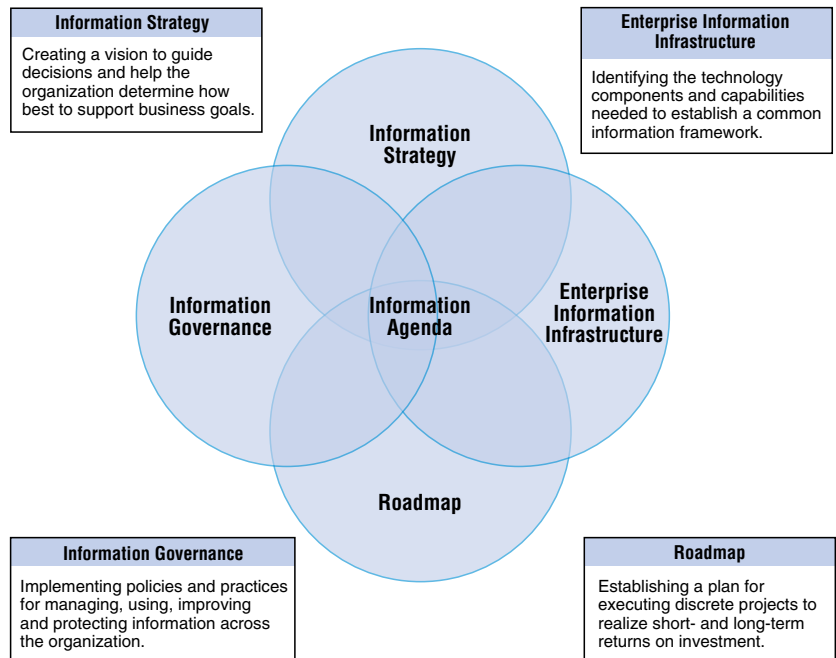 Information Strategy
Creating a vision to guide
decisions and help the
organization determine how
best to support business goals.
Enterprise Information
Infrastructure
Identifying the technology
components and capabilities
needed to establish a common
information framework.
Information
Strategy
Information
Governance
Information
Agenda
Enterprise
Information
Infrastructure
Roadmap
Information Governance
Implementing policies and practices
for managing, using, improving
and protecting information across
the organization.
Roadmap
Establishing a plan for
executing discrete projects to
realize short- and long-term
returns on investment.